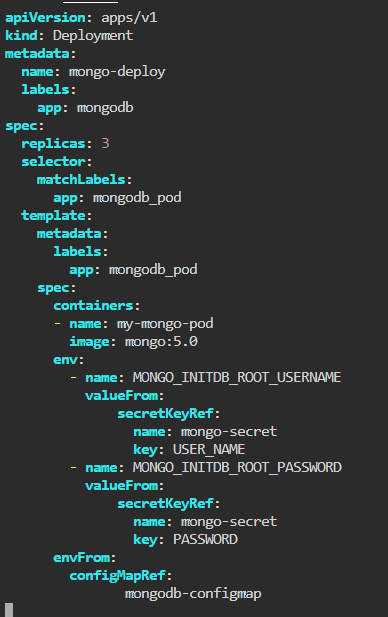 apiVersion: apps/v1
kind: Deployment
metadata:
  name: mongo-deploy
  labels:
    app: mongodb
spec:
  replicas: 3
  selector:
    matchLabels:
      app: mongodb_pod
  template:
    metadata:
      labels:
        app: mongodb_pod
    spec:
      containers:
      - name: my-mongo-pod
        image: mongo:5.0
      env:
        - name: MONGO_INITDB_ROOT_USERNAME
          valueFrom:
              secretKeyRef:
                name: mongo-secret
                key: USER_NAME
        - name: MONGO_INITDB_ROOT_PASSWORD
          valueFrom:
              secretKeyRef:
                name: mongo-secret
                key: PASSWORD
      envFrom:
        configMapRef:
               mongodb-configmap